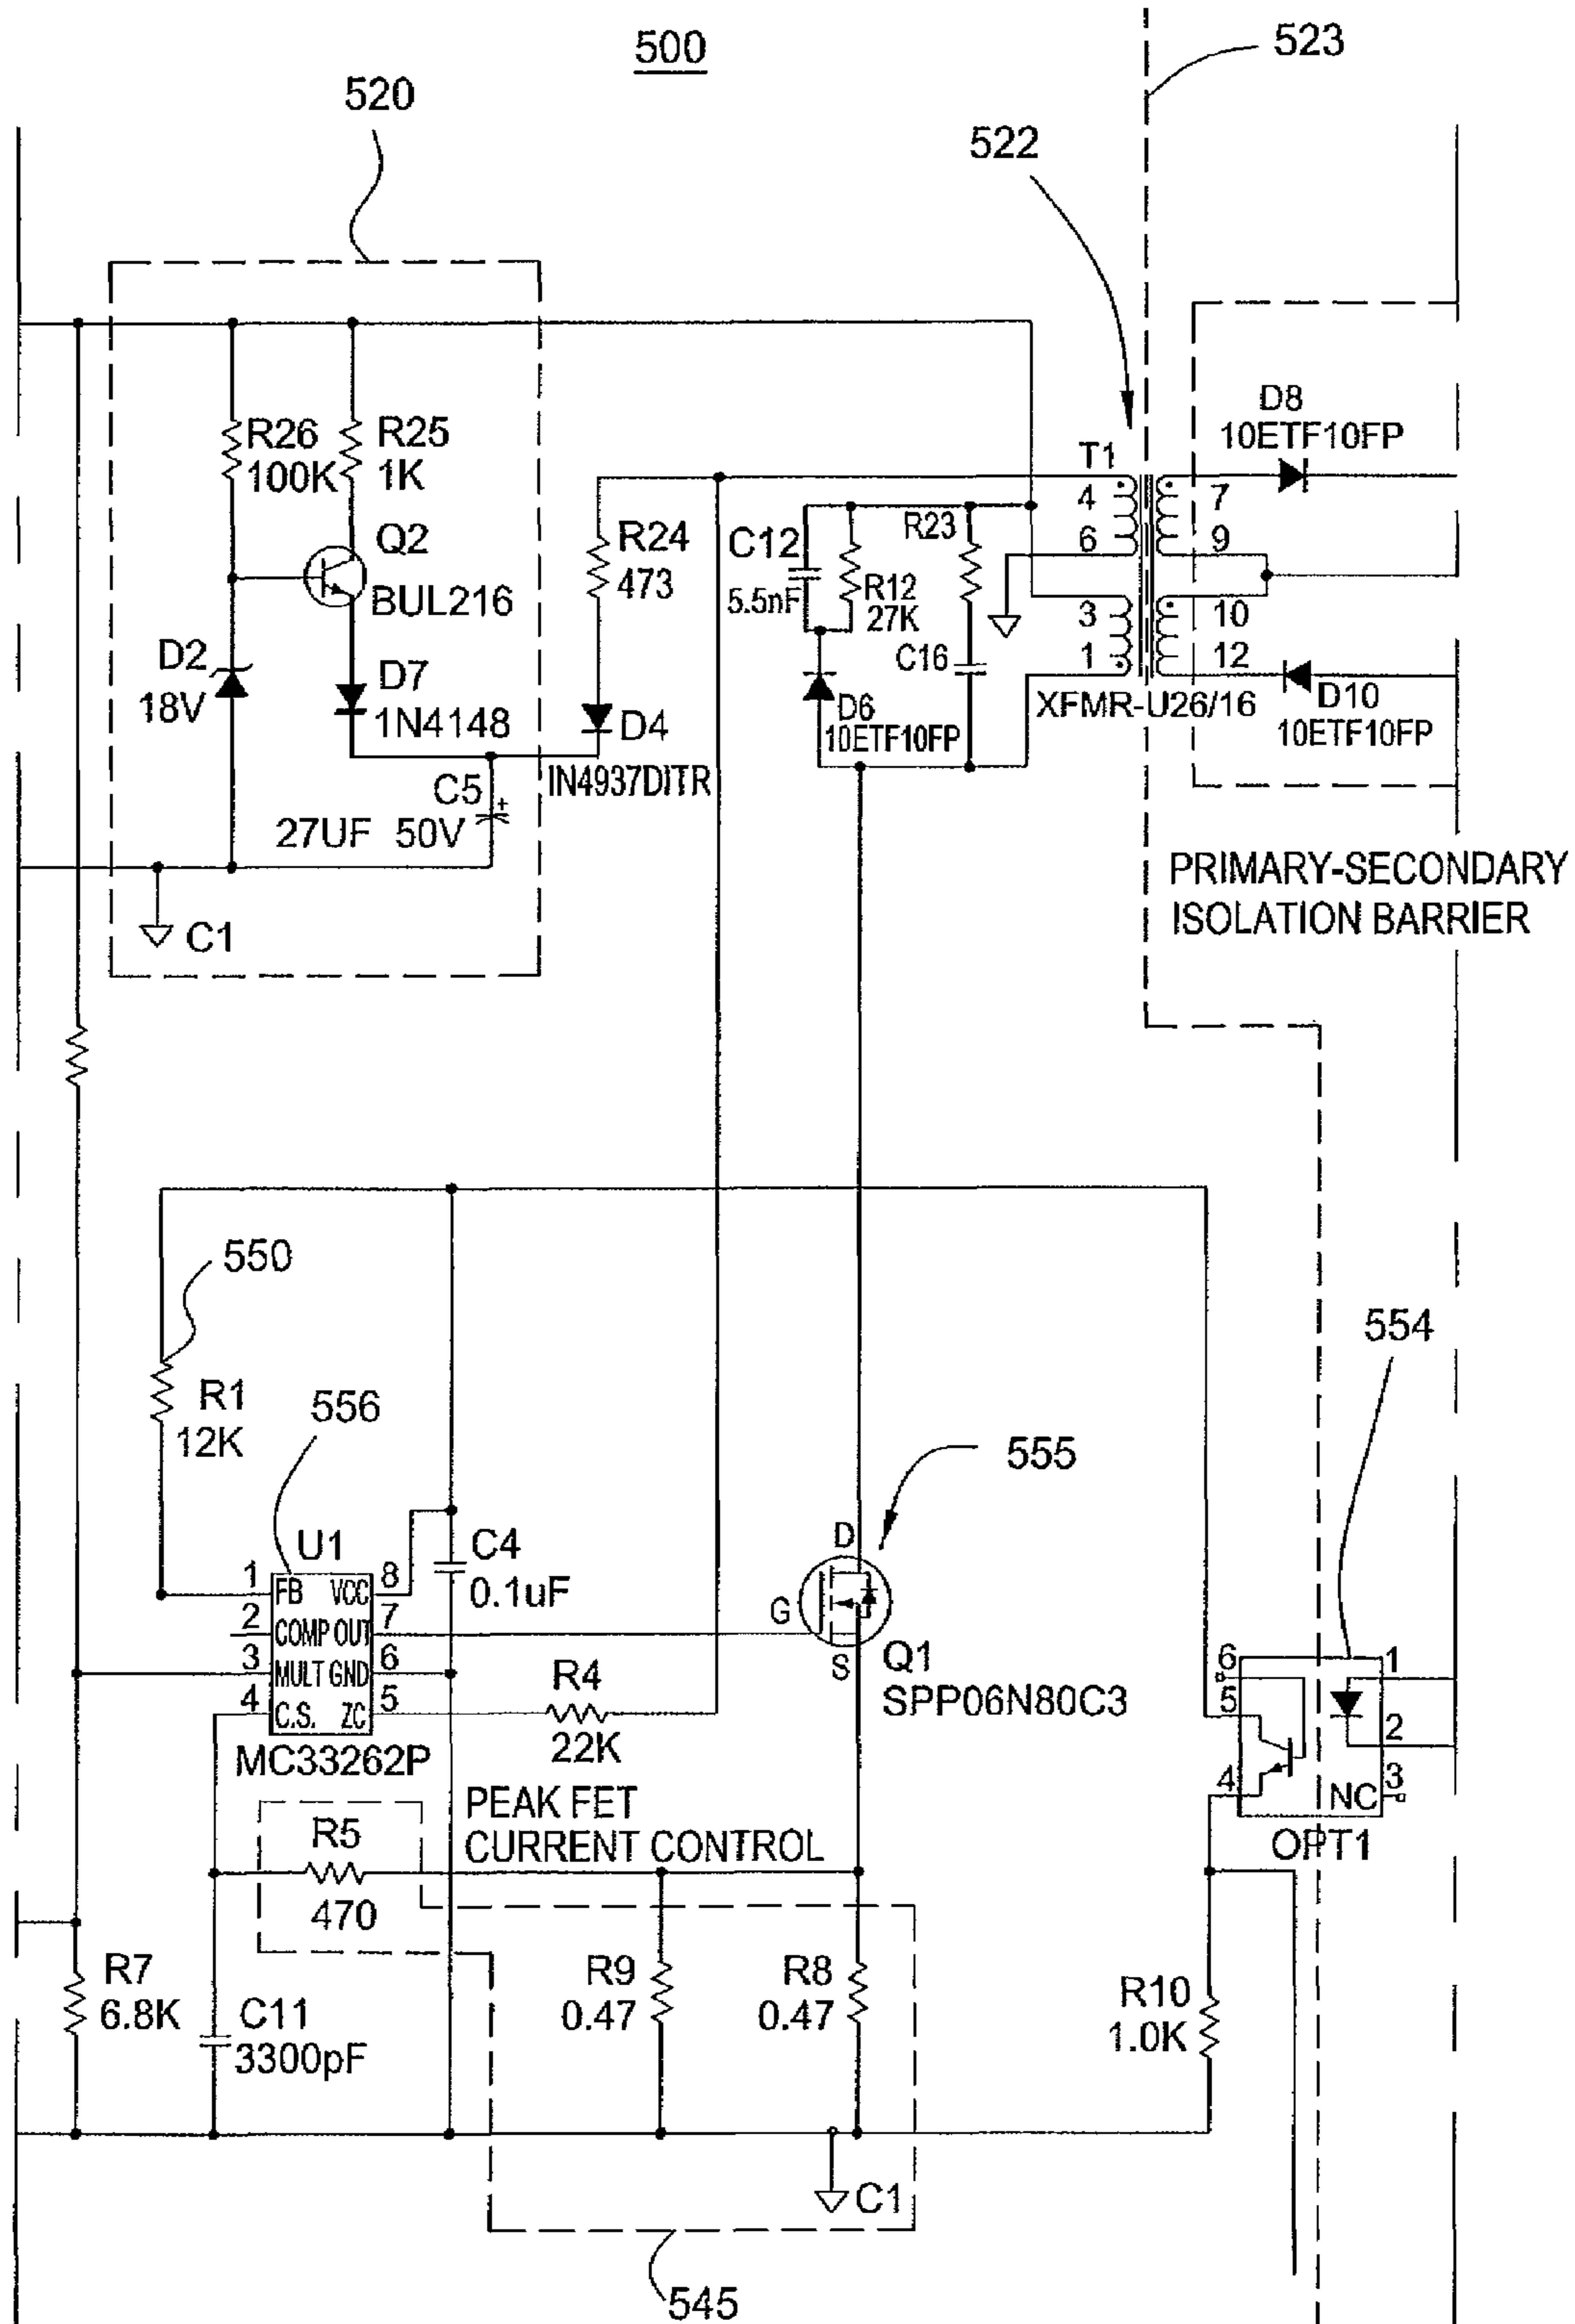 500
523
520
522
R26
100K
R25
1K
Q2
BUL216
D2
18V
D7
1N4148
C5
+
27UF 50V
C1
R24
473
D4
IN4937DITR
C12
5.5nF
R12
27K
R23
C16
D6
10ETF10FP
T1
4
6
3
1
7
9
10
12
XFMR-U26/16
D8
10ETF10FP
D10
10ETF10FP
PRIMARY-SECONDARY
ISOLATION BARRIER
550
R1
12K
556
U1
1 FB VCC 8
2 COMP OUT 7
3 MULT GND 6
4 C.S. ZC 5
MC33262P
C4
0.1uF
R4
22K
555
D
G
S
Q1
SPP06N80C3
554
6
5
4
1
2
3
NC
OPT1
PEAK FET
CURRENT CONTROL
R5
470
R7
6.8K
C11
3300pF
R9
0.47
R8
0.47
R10
1.0K
C1
545